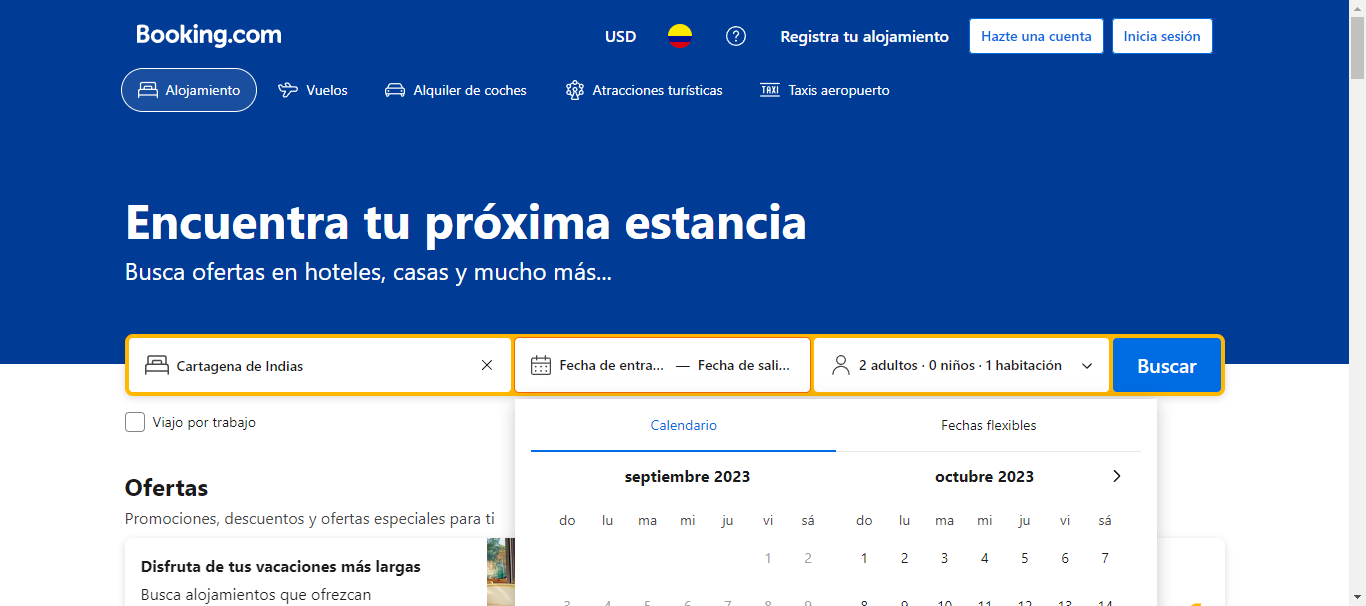 Booking.com
USD
Registra tu alojamiento
Hazte una cuenta
Inicia sesión
Alojamiento
Vuelos
Alquiler de coches
Atracciones turísticas
TAXI
Taxis aeropuerto
Encuentra tu próxima estancia
Busca ofertas en hoteles, casas y mucho más...
Cartagena de Indias
Fecha de entra... — Fecha de sali...
2 adultos · 0 niños · 1 habitación
Buscar
Viajo por trabajo
Calendario
Fechas flexibles
septiembre 2023
octubre 2023
do lu ma mi ju vi sá
do lu ma mi ju vi sá
1 2
1 2 3 4 5 6 7
3 4 5 6 7 8 9
8 9 10 11 12 13 14
Ofertas
Promociones, descuentos y ofertas especiales para ti
Disfruta de tus vacaciones más largas
Busca alojamientos que ofrezcan